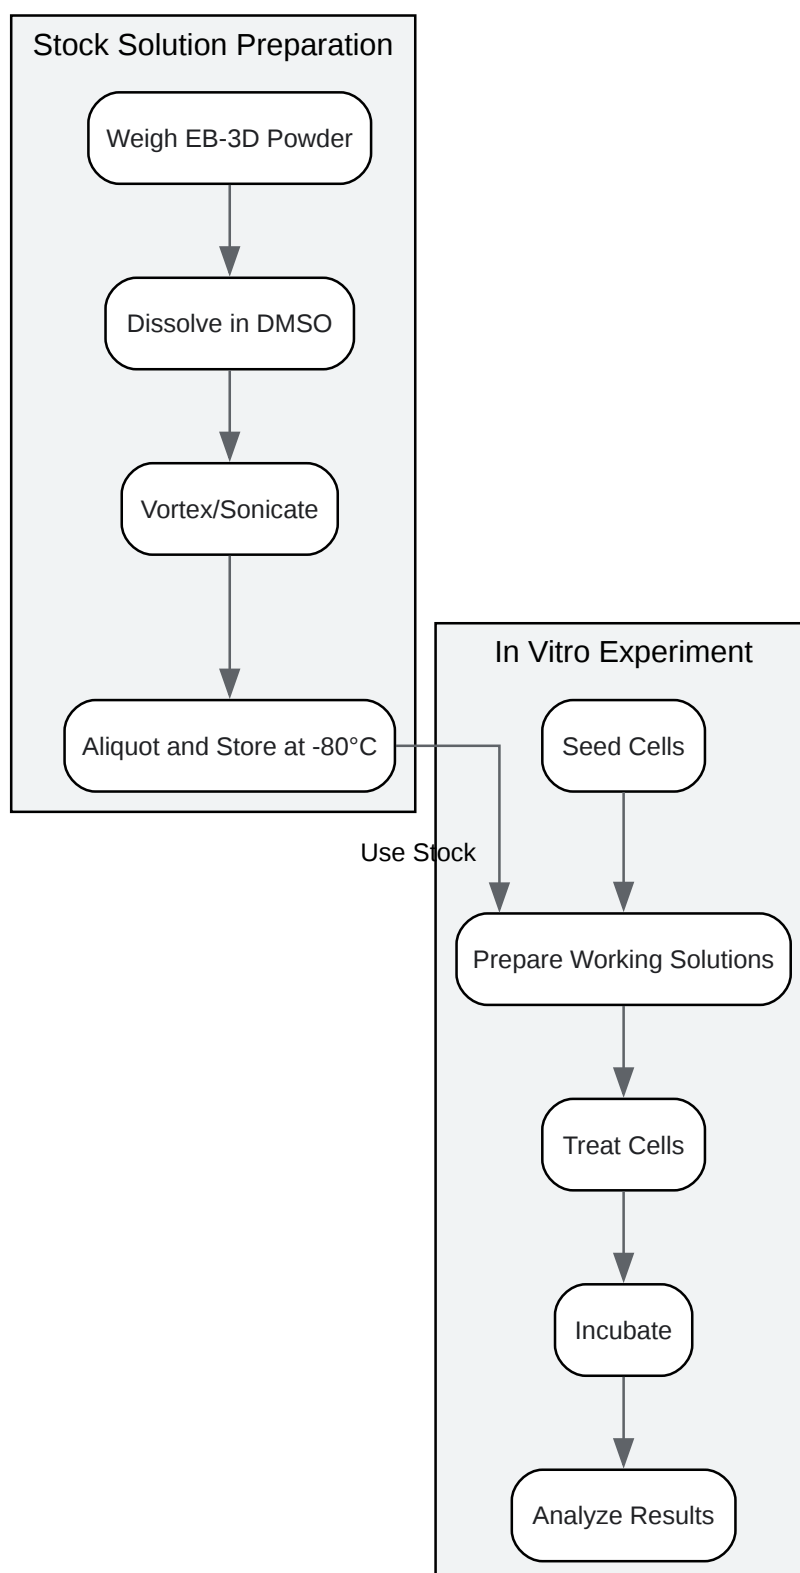 Stock Solution Preparation
Weigh EB-3D Powder
Dissolve in DMSO
Vortex/Sonicate
Aliquot and Store at -80°C
Use Stock
In Vitro Experiment
Seed Cells
Prepare Working Solutions
Treat Cells
Incubate
Analyze Results